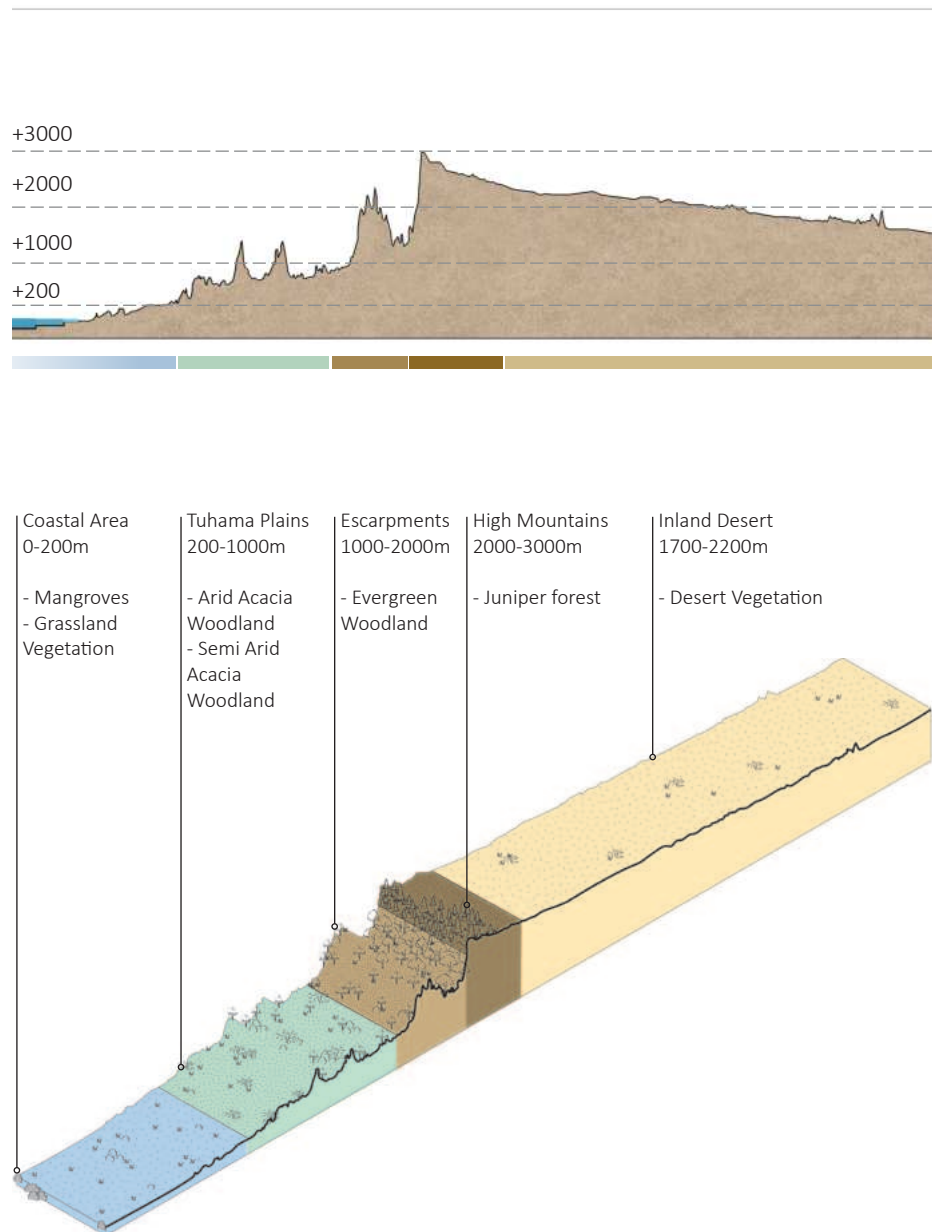 +3000
+2000
+1000
+200
Coastal Area
0-200m
- Mangroves
- Grassland
Vegetation
Tuhama Plains
200-1000m
- Arid Acacia
Woodland
- Semi Arid
Acacia
Woodland
Escarpments
1000-2000m
- Evergreen
Woodland
High Mountains
2000-3000m
- Juniper forest
Inland Desert
1700-2200m
- Desert Vegetation